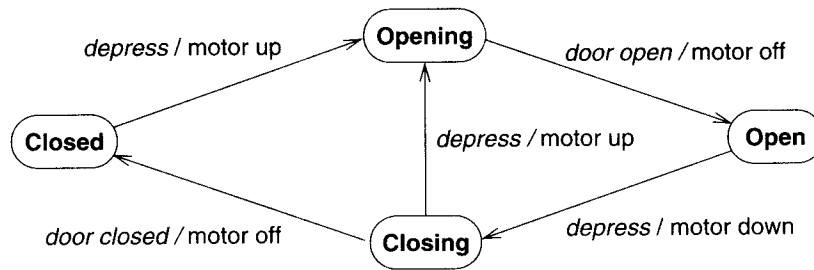 Opening
depress / motor up
door open / motor off
Closed
depress / motor up
Open
door closed / motor off
Closing
depress / motor down